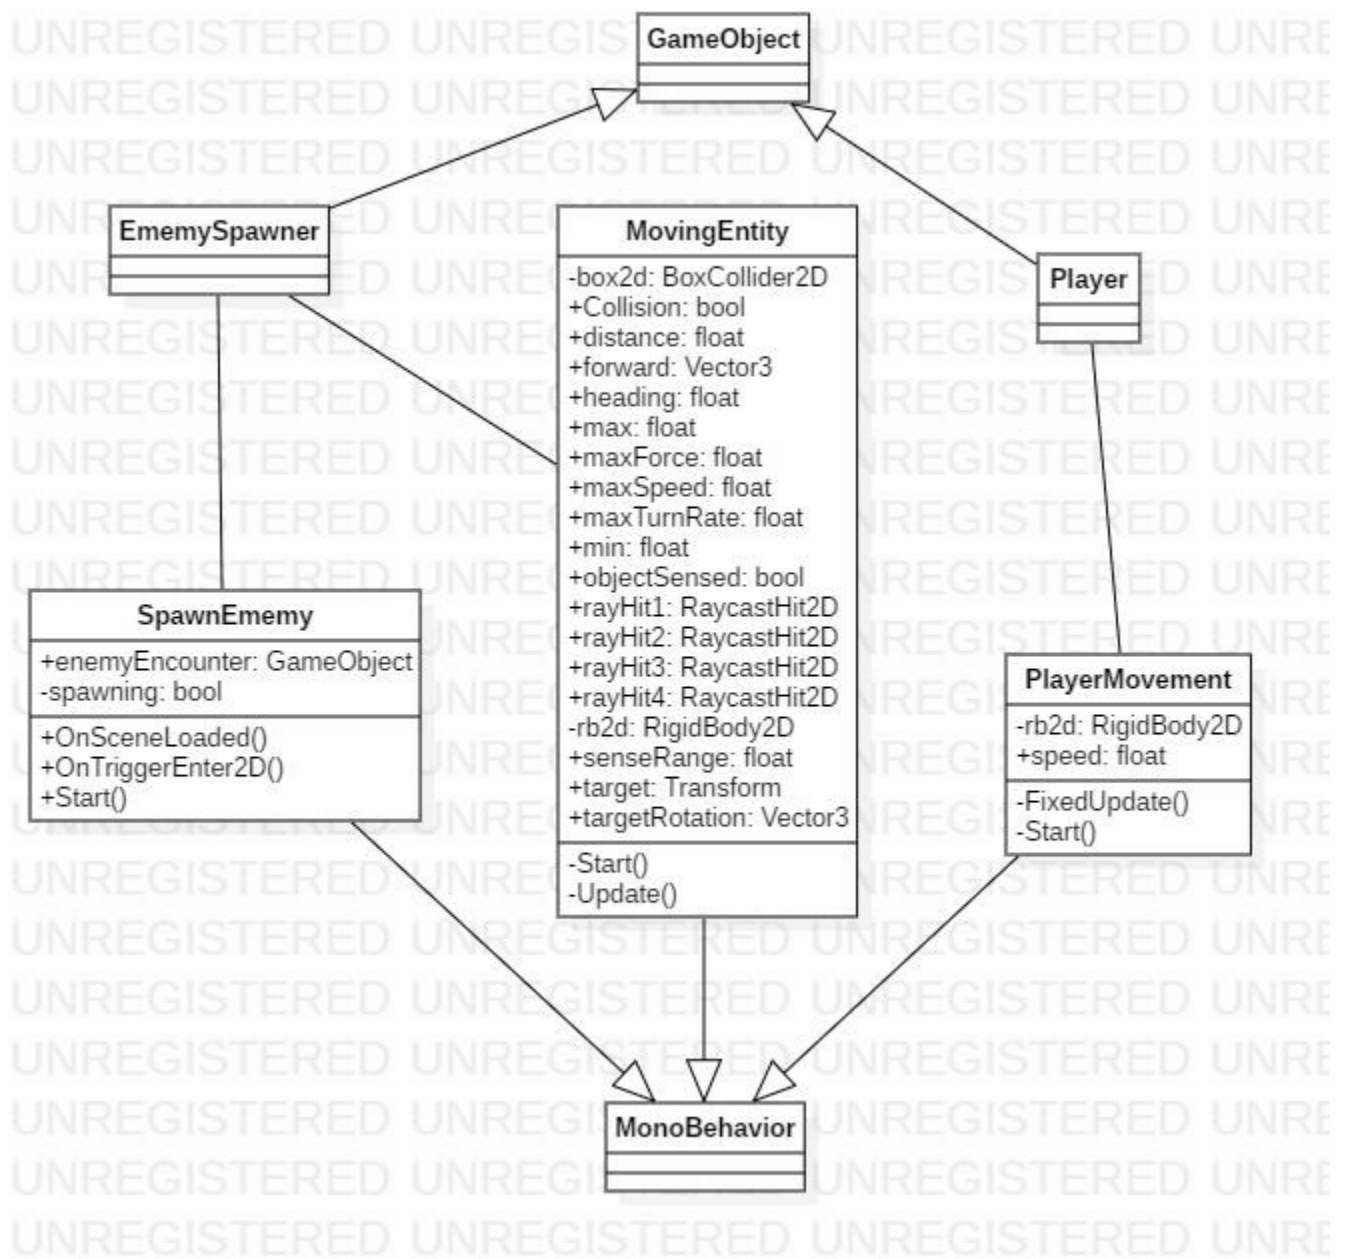 GameObject
EmemySpawner
MovingEntity
-box2d: BoxCollider2D
+Collision: bool
+distance: float
+forward: Vector3
+heading: float
+max: float
+maxForce: float
+maxSpeed: float
+maxTurnRate: float
+min: float
+objectSensed: bool
+rayHit1: RaycastHit2D
+rayHit2: RaycastHit2D
+rayHit3: RaycastHit2D
+rayHit4: RaycastHit2D
-rb2d: RigidBody2D
+senseRange: float
+target: Transform
+targetRotation: Vector3
-Start()
-Update()
Player
SpawnEmemy
+enemyEncounter: GameObject
-spawning: bool
+OnSceneLoaded()
+OnTriggerEnter2D()
+Start()
PlayerMovement
-rb2d: RigidBody2D
+speed: float
-FixedUpdate()
-Start()
MonoBehavior
UNREGISTERED